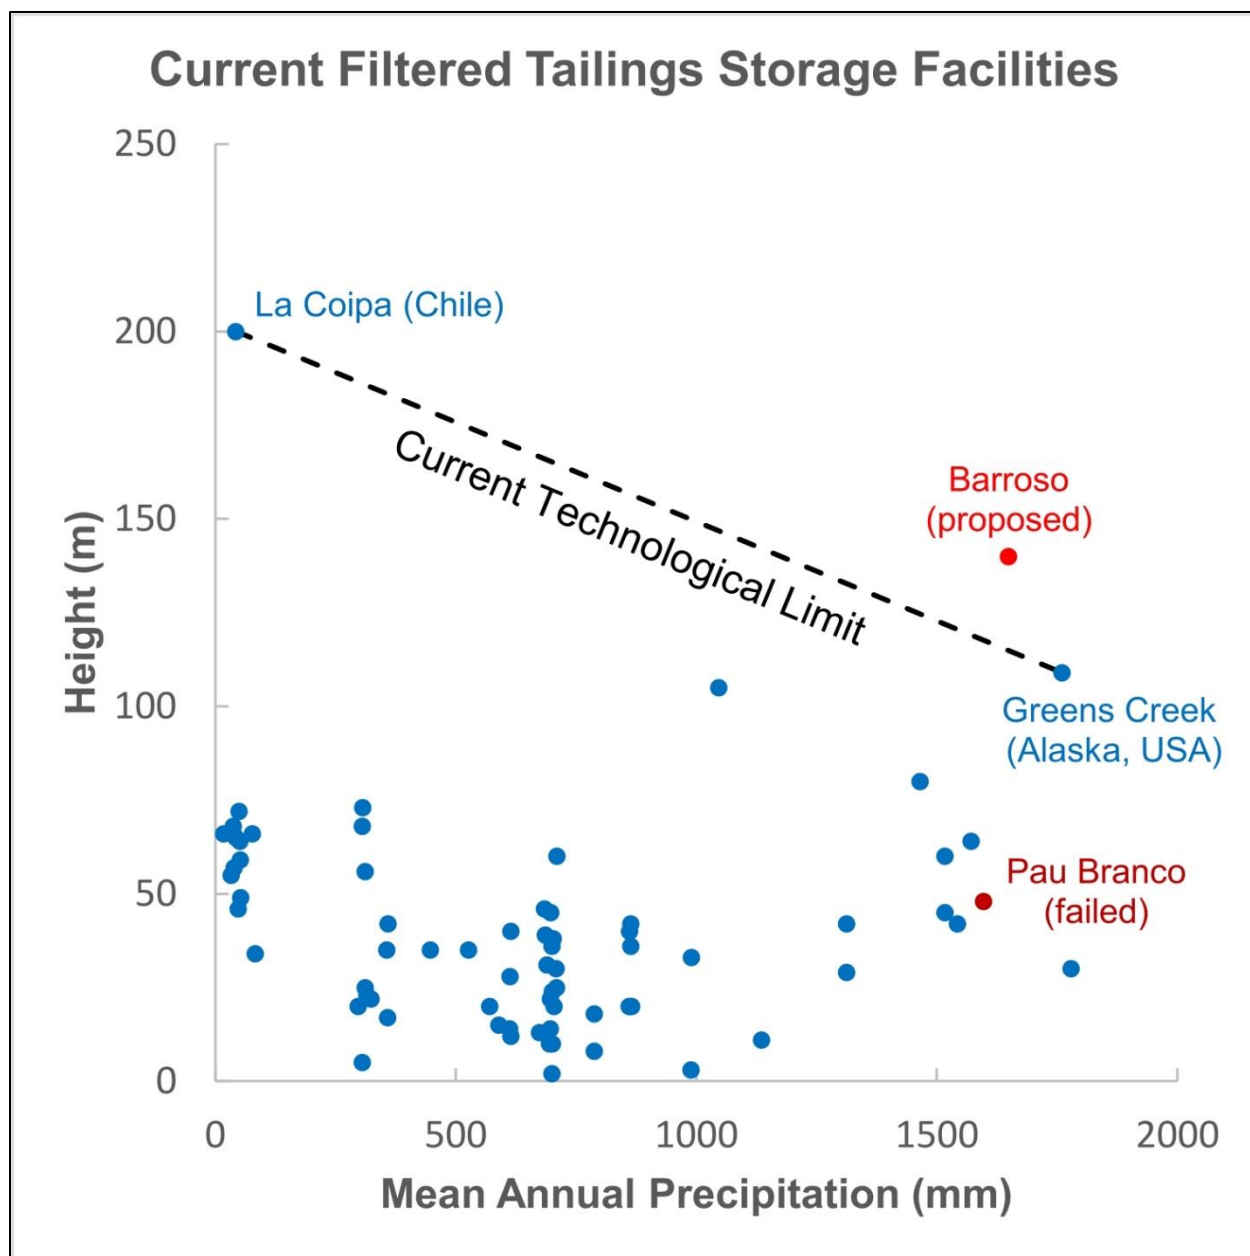 Current Filtered Tailings Storage Facilities
250
200
150
100
50
0
Height (m)
La Coipa (Chile)
Current Technological Limit
Barroso
(proposed)
Greens Creek
(Alaska, USA)
Pau Branco
(failed)
0 500 1000 1500 2000
Mean Annual Precipitation (mm)